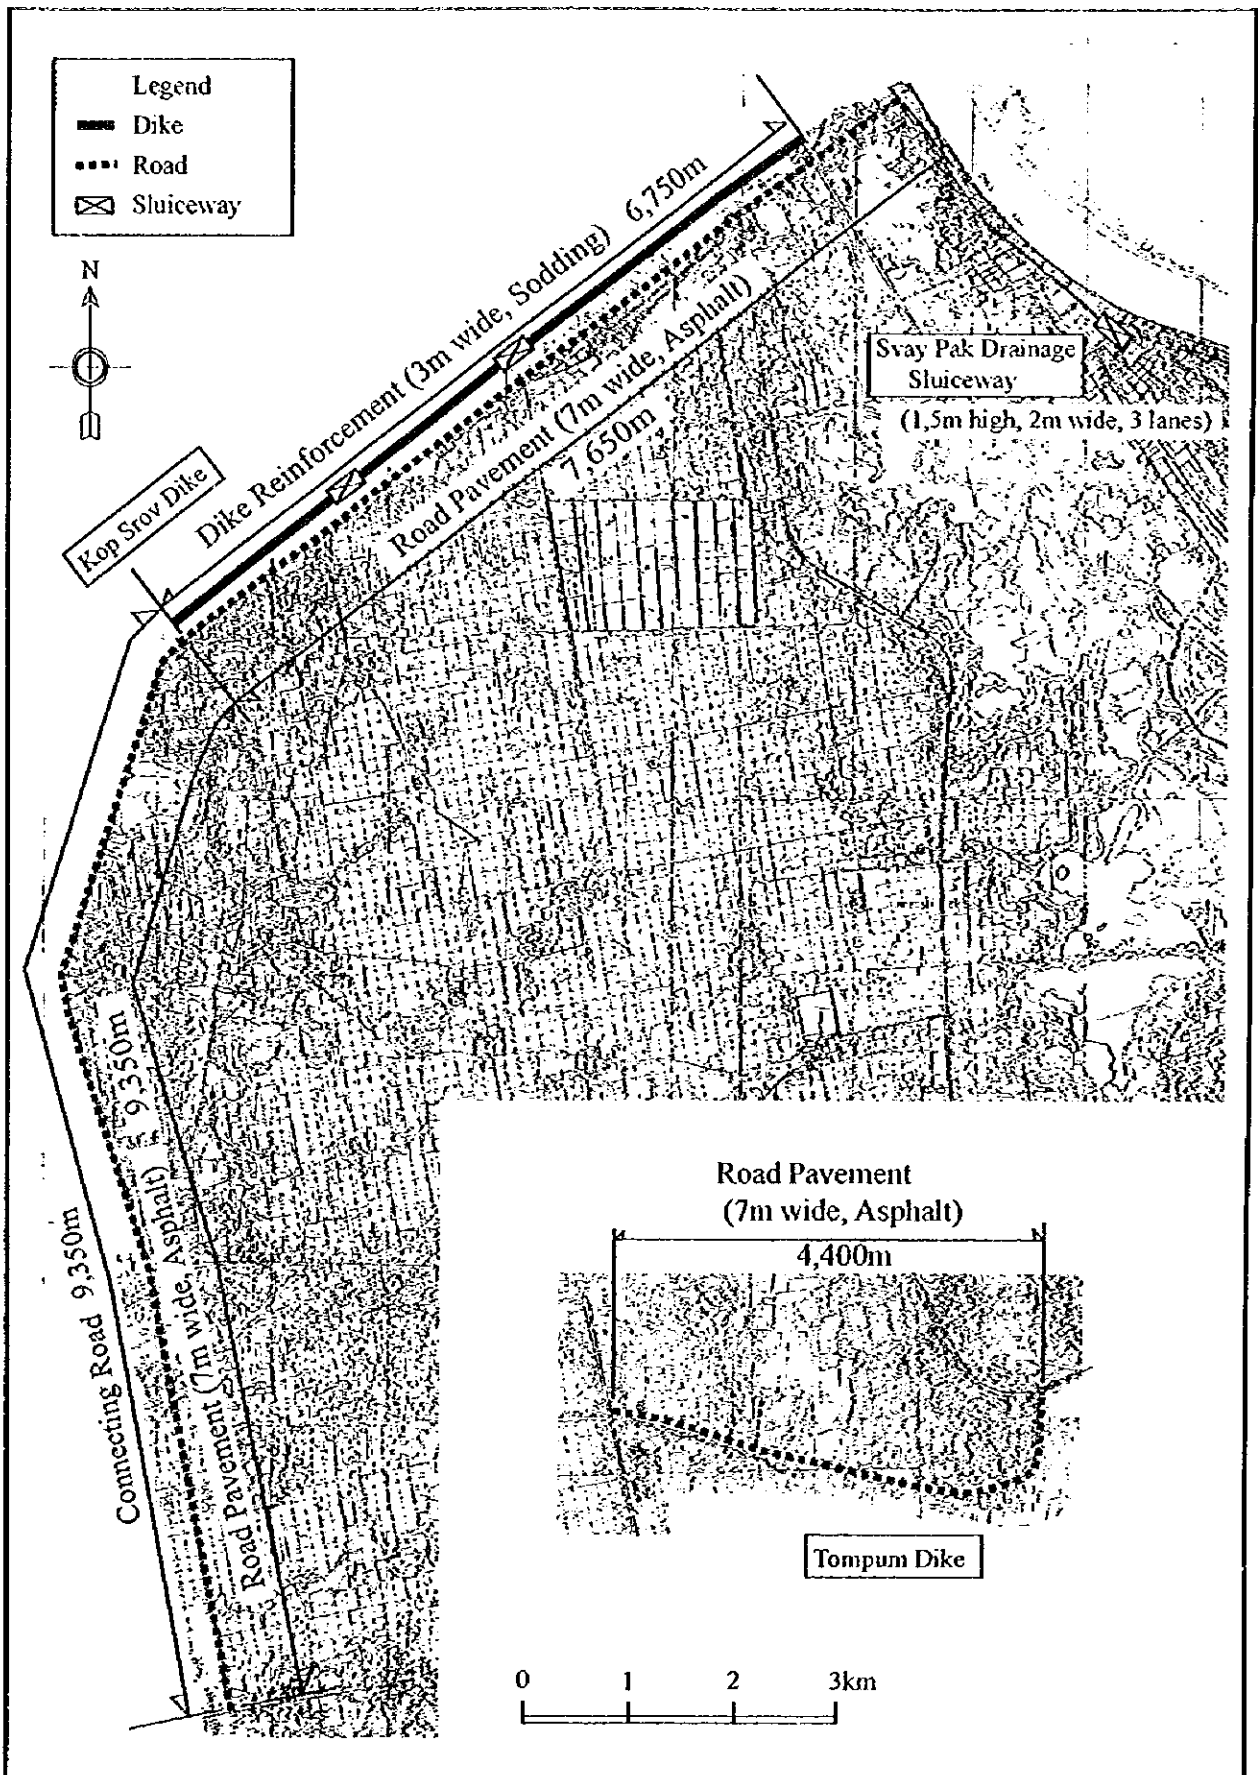 Legend
Dike
Road
Sluiceway
N
Kop Srov Dike
Dike Reinforcement (3m wide, Sodding) 6,750m
Road Pavement (7m wide, Asphalt)
7,650m
Svay Pak Drainage
Sluiceway
(1,5m high, 2m wide, 3 lanes)
Connecting Road 9,350m
Road Pavement (7m wide, Asphalt) 9,350m
Road Pavement
(7m wide, Asphalt)
4,400m
Tompum Dike
0 1 2 3km